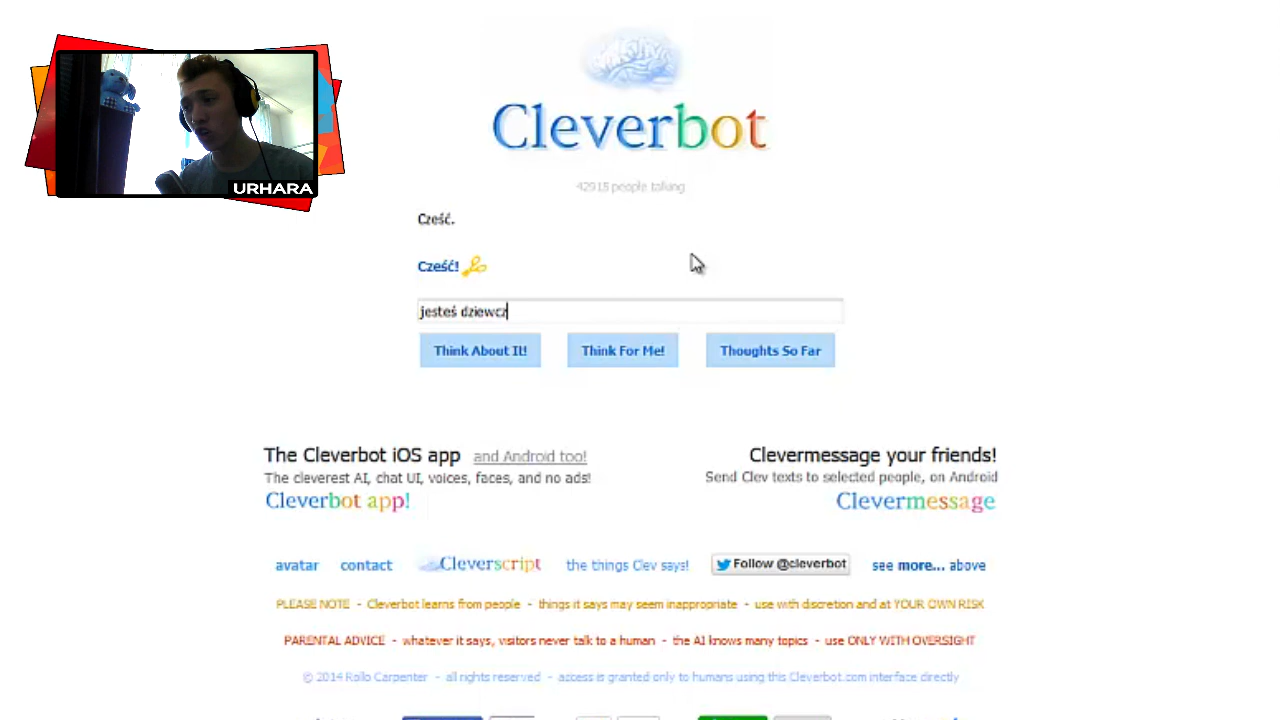 URHARA
Cleverbot
42915 people talking
Cześć.
Cześć!
jesteś dziewcz
Think About It!
Think For Me!
Thoughts So Far
The Cleverbot iOS app and Android too!
The cleverest AI, chat UI, voices, faces, and no ads!
Cleverbot app!
Clevermessage your friends!
Send Clev texts to selected people, on Android
Clevermessage
avatar contact Cleverscript the things Clev says! Follow @cleverbot see more... above
PLEASE NOTE - Cleverbot learns from people - things it says may seem inappropriate - use with discretion and at YOUR OWN RISK
PARENTAL ADVICE - whatever it says, visitors never talk to a human - the AI knows many topics - use ONLY WITH OVERSIGHT
© 2014 Rollo Carpenter - all rights reserved - access is granted only to humans using this Cleverbot.com interface directly